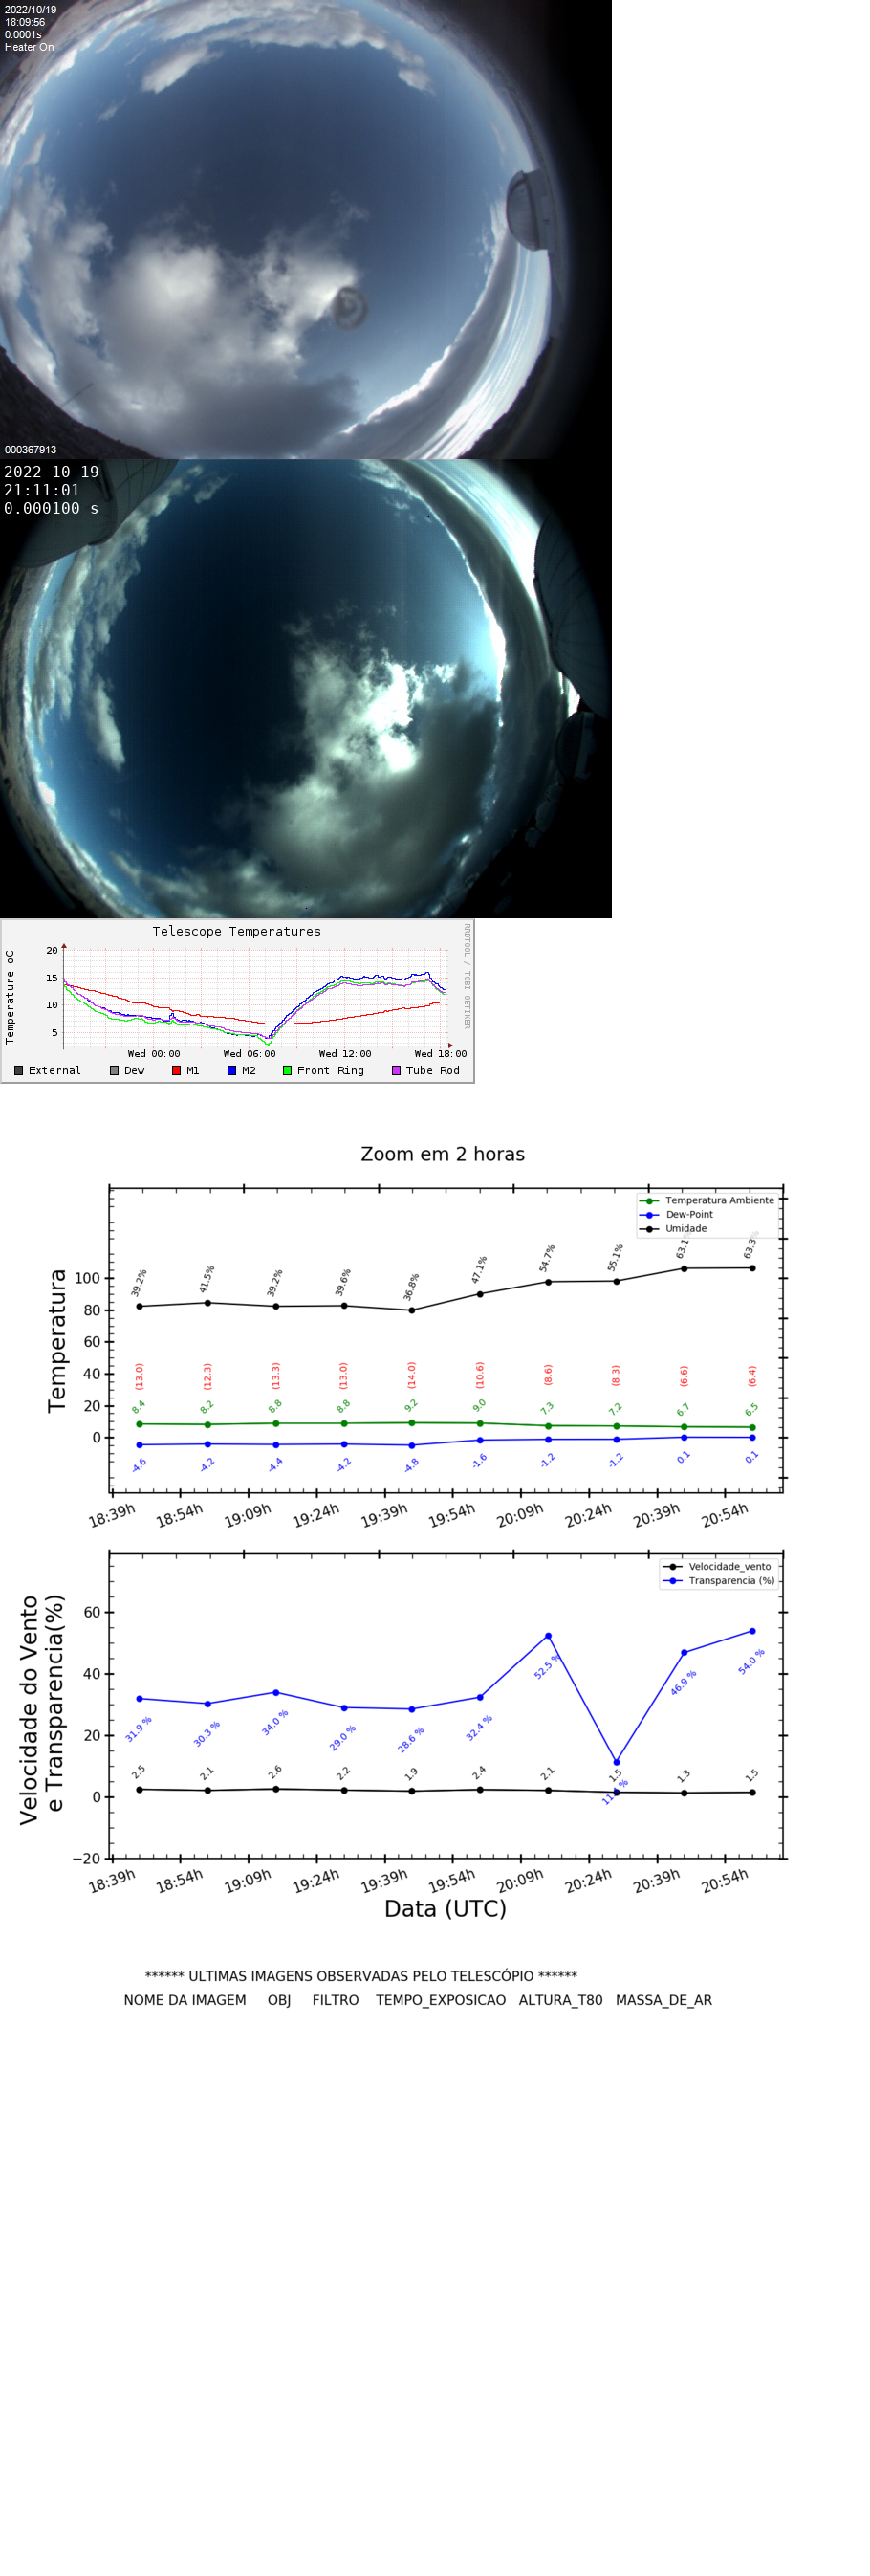 2022/10/19
18:09:56
0.0001s
Heater On
000367913
2022-10-19
21:11:01
0.000100 s
Telescope Temperatures
Temperature oC
RRDTOOL / TOBI OETIKER
20
15
10
5
Wed 00:00 Wed 06:00 Wed 12:00 Wed 18:00
External Dew M1 M2 Front Ring Tube Rod
Zoom em 2 horas
Temperatura Ambiente
Dew-Point
Umidade
Temperatura
100
80
60
40
20
0
39.2% 41.5% 39.2% 39.6% 36.8% 47.1% 54.7% 55.1% 63.1 63.3%
(13.0) (12.3) (13.3) (13.0) (14.0) (10.6) (8.6) (8.3) (6.6) (6.4)
8.4 8.2 8.8 8.8 9.2 9.0 7.3 7.2 6.7 6.5
-4.6 -4.2 -4.4 -4.2 -4.8 -1.6 -1.2 -1.2 0.1 0.1
18:39h 18:54h 19:09h 19:24h 19:39h 19:54h 20:09h 20:24h 20:39h 20:54h
Velocidade_vento
Transparencia (%)
Velocidade do Vento
e Transparencia(%)
60
40
20
0
−20
31.9 % 30.3 % 34.0 % 29.0 % 28.6 % 32.4 % 52.5 % 46.9 % 54.0 %
2.5 2.1 2.6 2.2 1.9 2.4 2.1 1.5 1.3 1.5
18:39h 18:54h 19:09h 19:24h 19:39h 19:54h 20:09h 20:24h 20:39h 20:54h
Data (UTC)
****** ULTIMAS IMAGENS OBSERVADAS PELO TELESCÓPIO ******
NOME DA IMAGEM OBJ FILTRO TEMPO_EXPOSICAO ALTURA_T80 MASSA_DE_AR